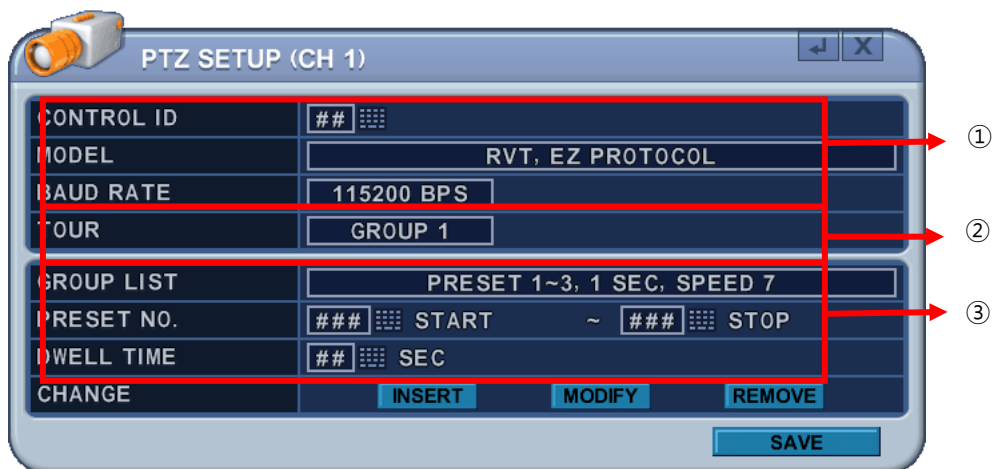 PTZ SETUP (CH 1) X
CONTROL ID ##
MODEL RVT, EZ PROTOCOL ①
BAUD RATE 115200 BPS
TOUR GROUP 1 ②
GROUP LIST PRESET 1~3, 1 SEC, SPEED 7
PRESET NO. ### START ~ ### STOP ③
DWELL TIME ## SEC
CHANGE INSERT MODIFY REMOVE
SAVE